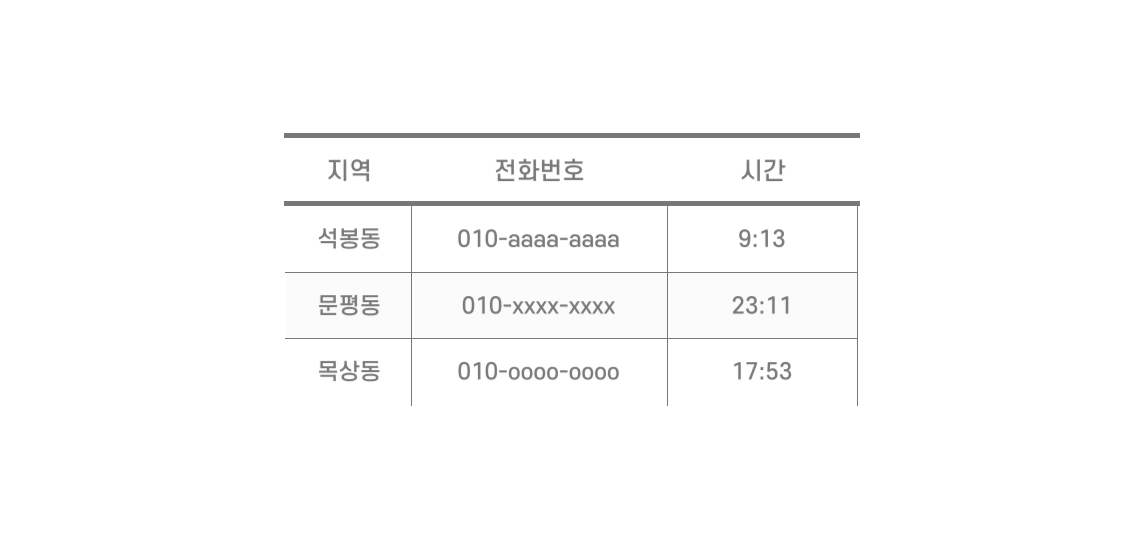 지역 전화번호 시간
석봉동 010-aaaa-aaaa 9:13
문평동 010-xxxx-xxxx 23:11
목상동 010-oooo-oooo 17:53